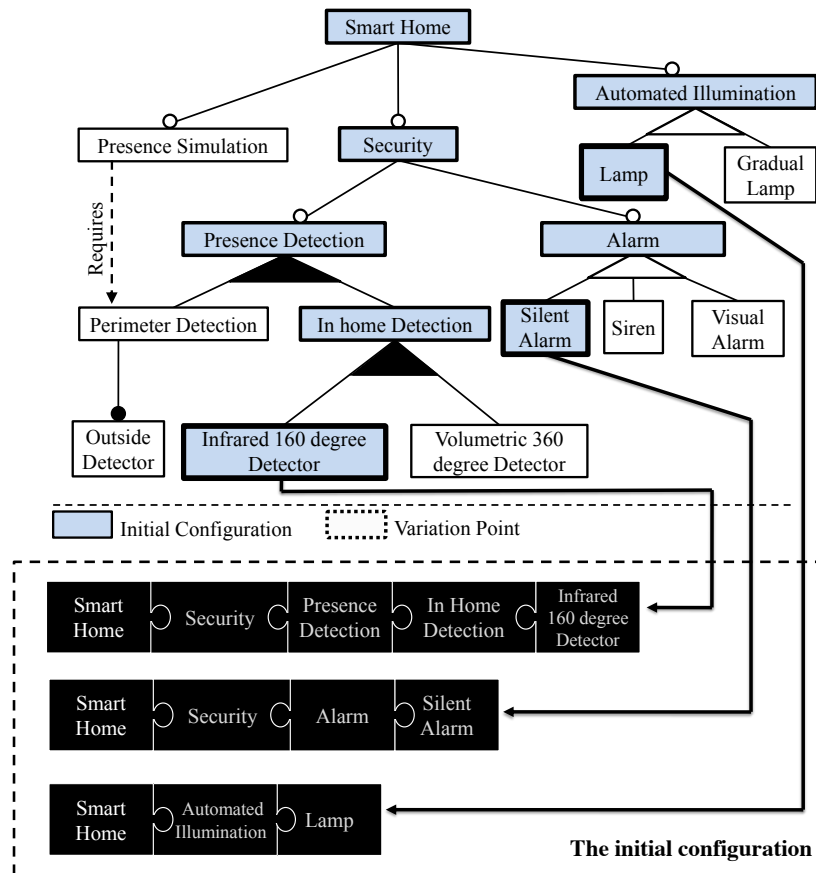 Smart Home
Automated Illumination
Presence Simulation
Security
Lamp
Gradual
Lamp
Requires
Presence Detection
Alarm
Perimeter Detection
In home Detection
Silent
Alarm
Siren
Visual
Alarm
Outside
Detector
Infrared 160 degree
Detector
Volumetric 360
degree Detector
Initial Configuration
Variation Point
Smart
Home
Security
Presence
Detection
In Home
Detection
Infrared
160 degree
Detector
Smart
Home
Security
Alarm
Silent
Alarm
Smart
Home
Automated
Illumination
Lamp
The initial configuration